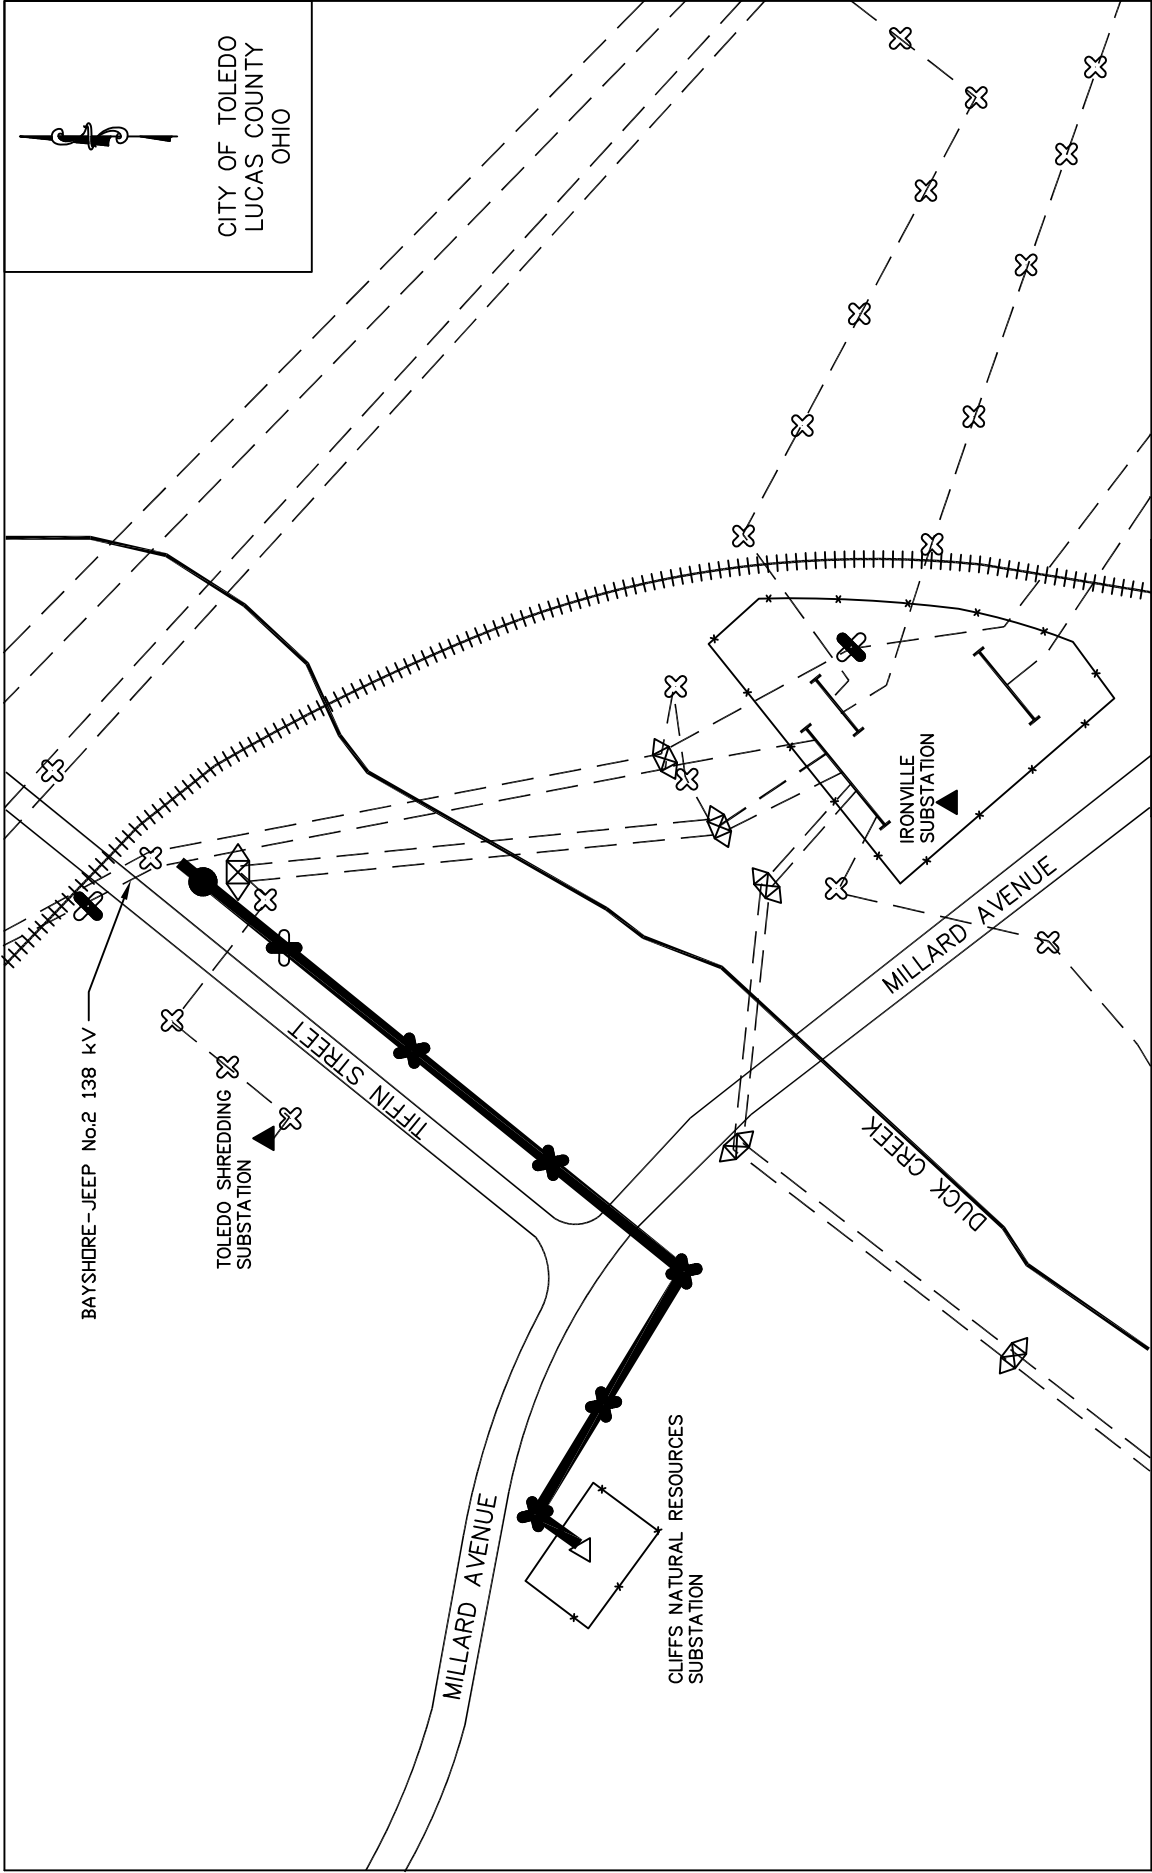 CITY OF TOLEDO
LUCAS COUNTY
OHIO
BAYSHORE-JEEP No.2 138 kV
TIFFIN STREET
TOLEDO SHREDDING
SUBSTATION
IRONVILLE
SUBSTATION
MILLARD AVENUE
DUCK CREEK
MILLARD AVENUE
CLIFFS NATURAL RESOURCES
SUBSTATION